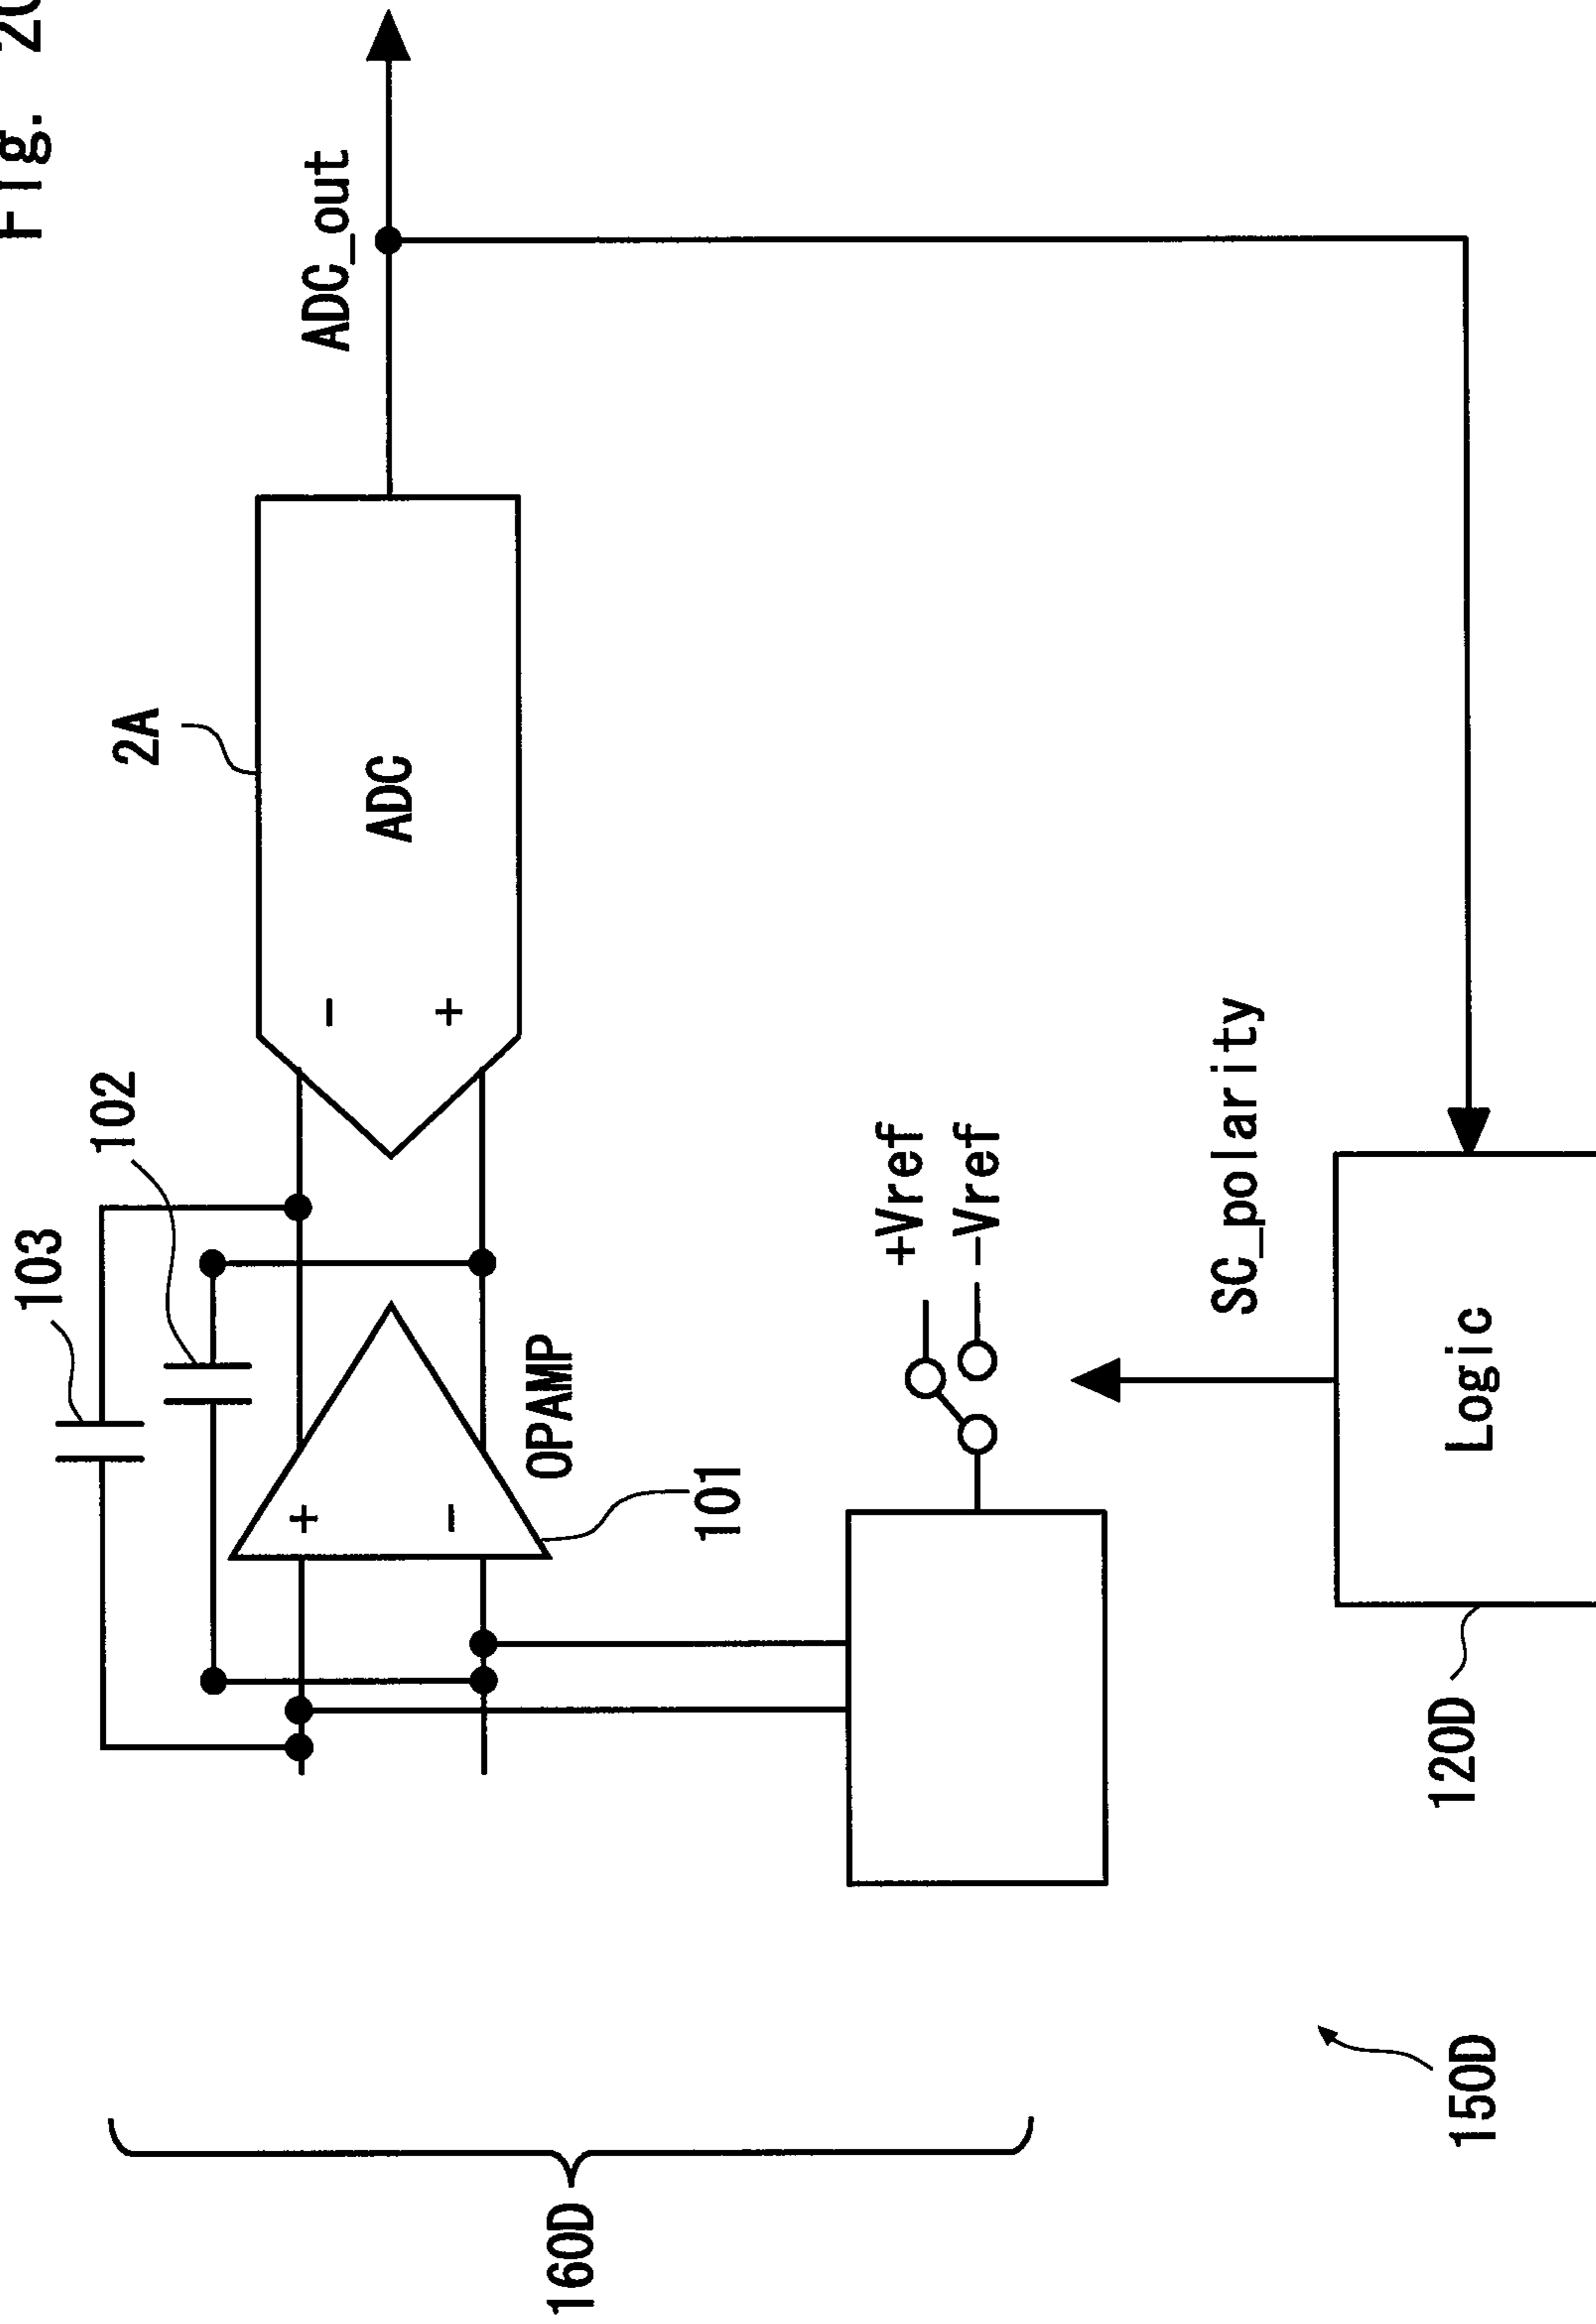 Fig. 20
103
102
2A
ADC_out
+
-
OPAMP
101
-
+
ADC
160D
+Vref
-Vref
SC_polarity
Logic
120D
150D